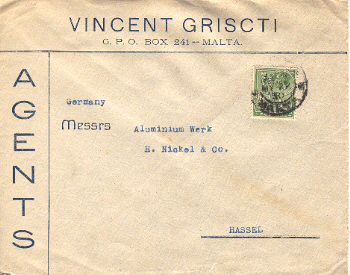 VINCENT GRISCTI
G. P. O. BOX 241--MALTA.
AGENTS
Germany
Messrs
Aluminium Werk
H. Nickel & Co.
HASSEL